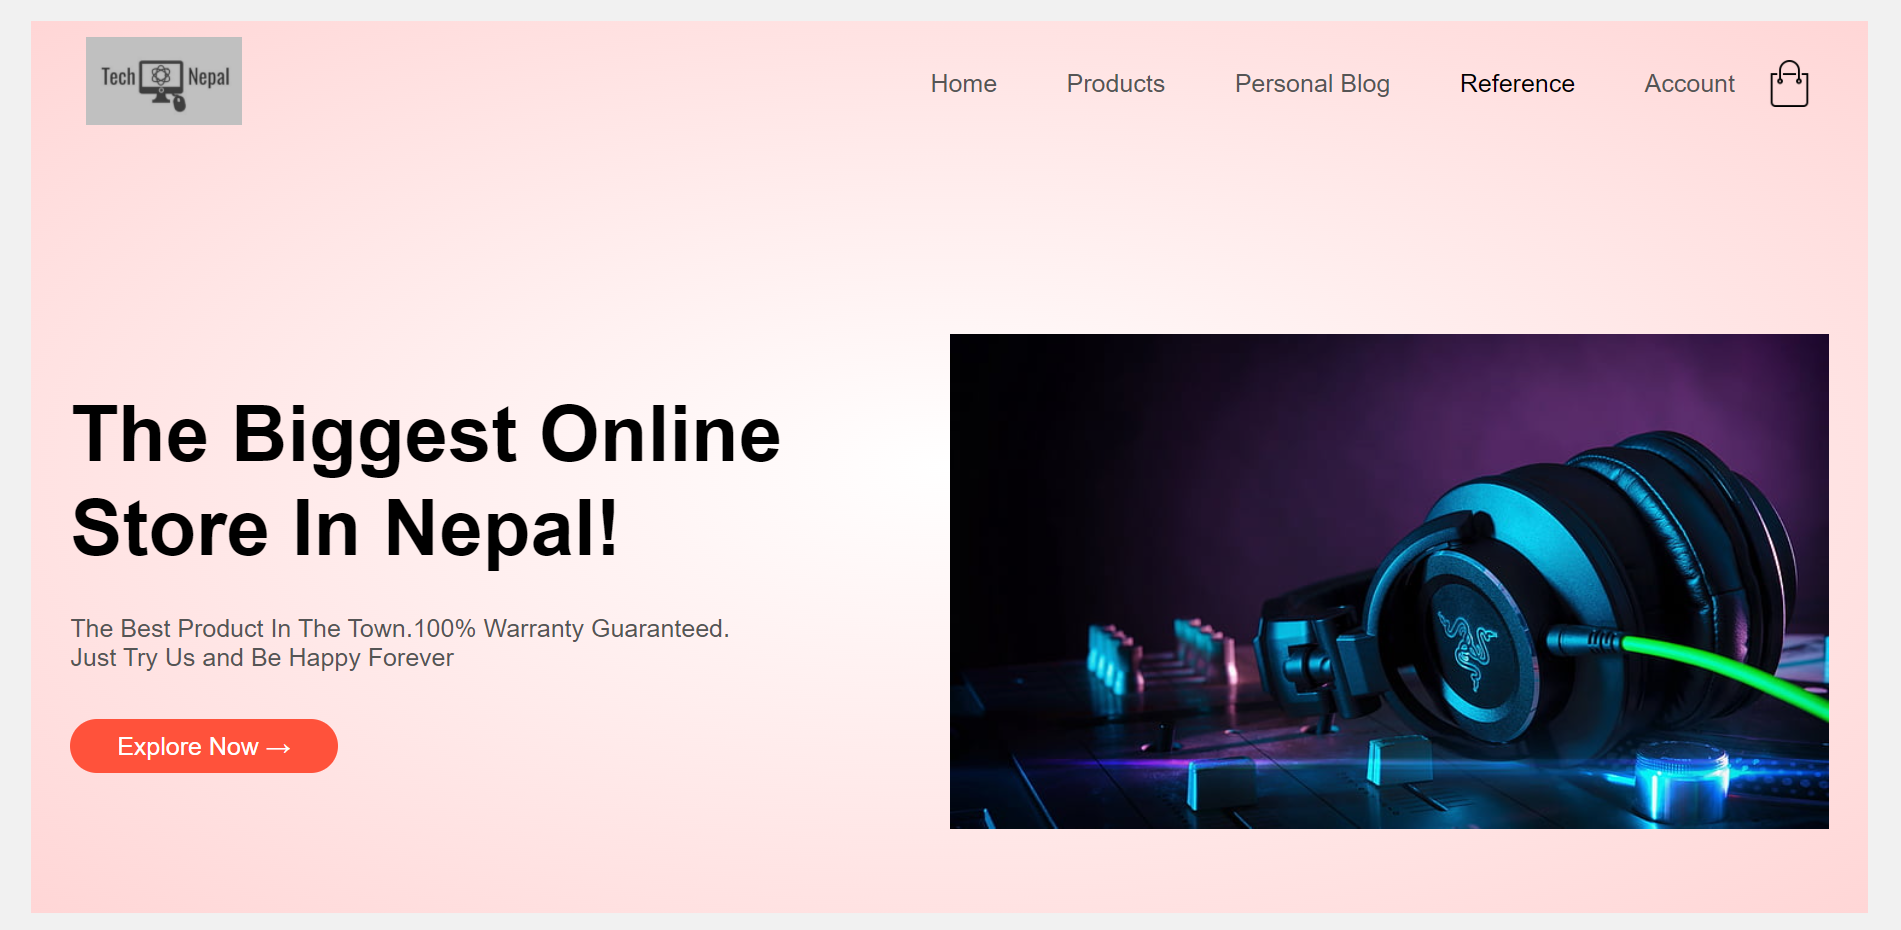 Tech Nepal
Home Products Personal Blog Reference Account
The Biggest Online
Store In Nepal!
The Best Product In The Town.100% Warranty Guaranteed.
Just Try Us and Be Happy Forever
Explore Now →